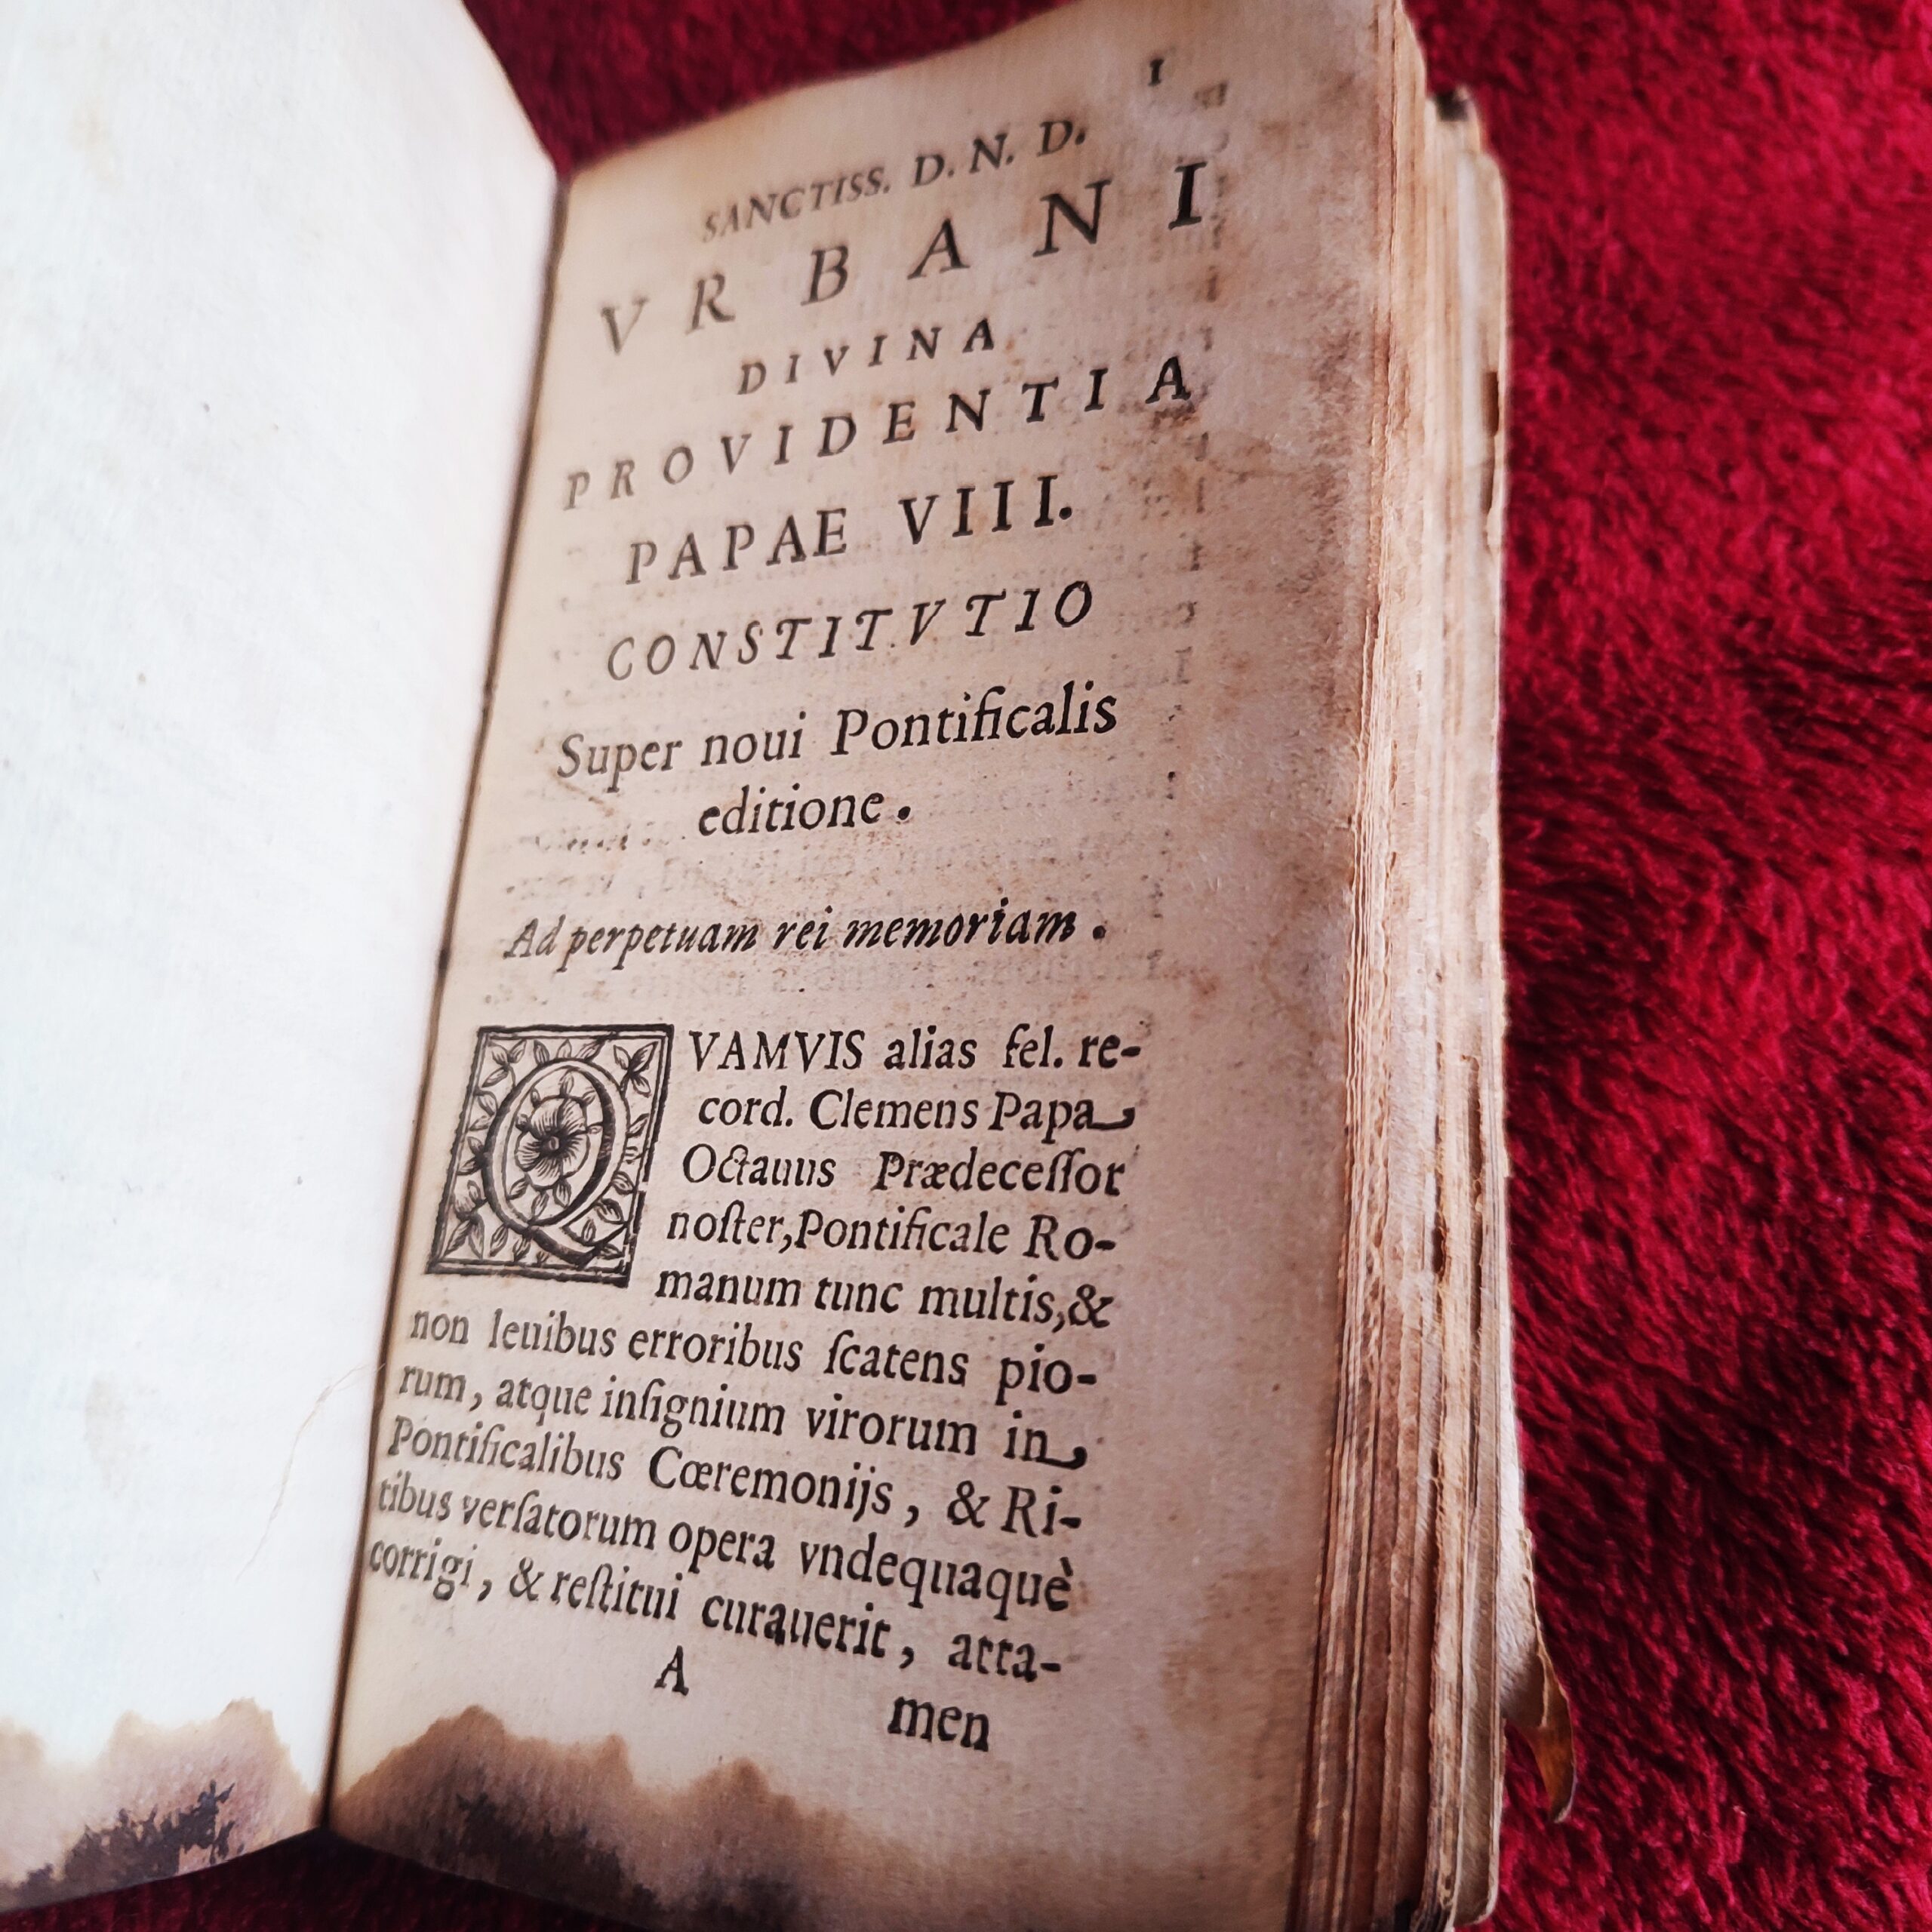 1
SANCTISS. D. N. D.
VRBANI
DIVINA
PROVIDENTIA
PAPAE VIII.
CONSTITVTIO
Super noui Pontificalis
editione.
Ad perpetuam rei memoriam.
QVAMVIS alias fel. re-
cord. Clemens Papa
Octauus Prædeceſſor
noſter, Pontificale Ro-
manum tunc multis, &
non leuibus erroribus ſcatens pio-
rum, atque inſignium virorum in
Pontificalibus Cœremonijs, & Ri-
tibus verſatorum opera vndequaquè
corrigi, & reſtitui curauerit, atta-
A
men